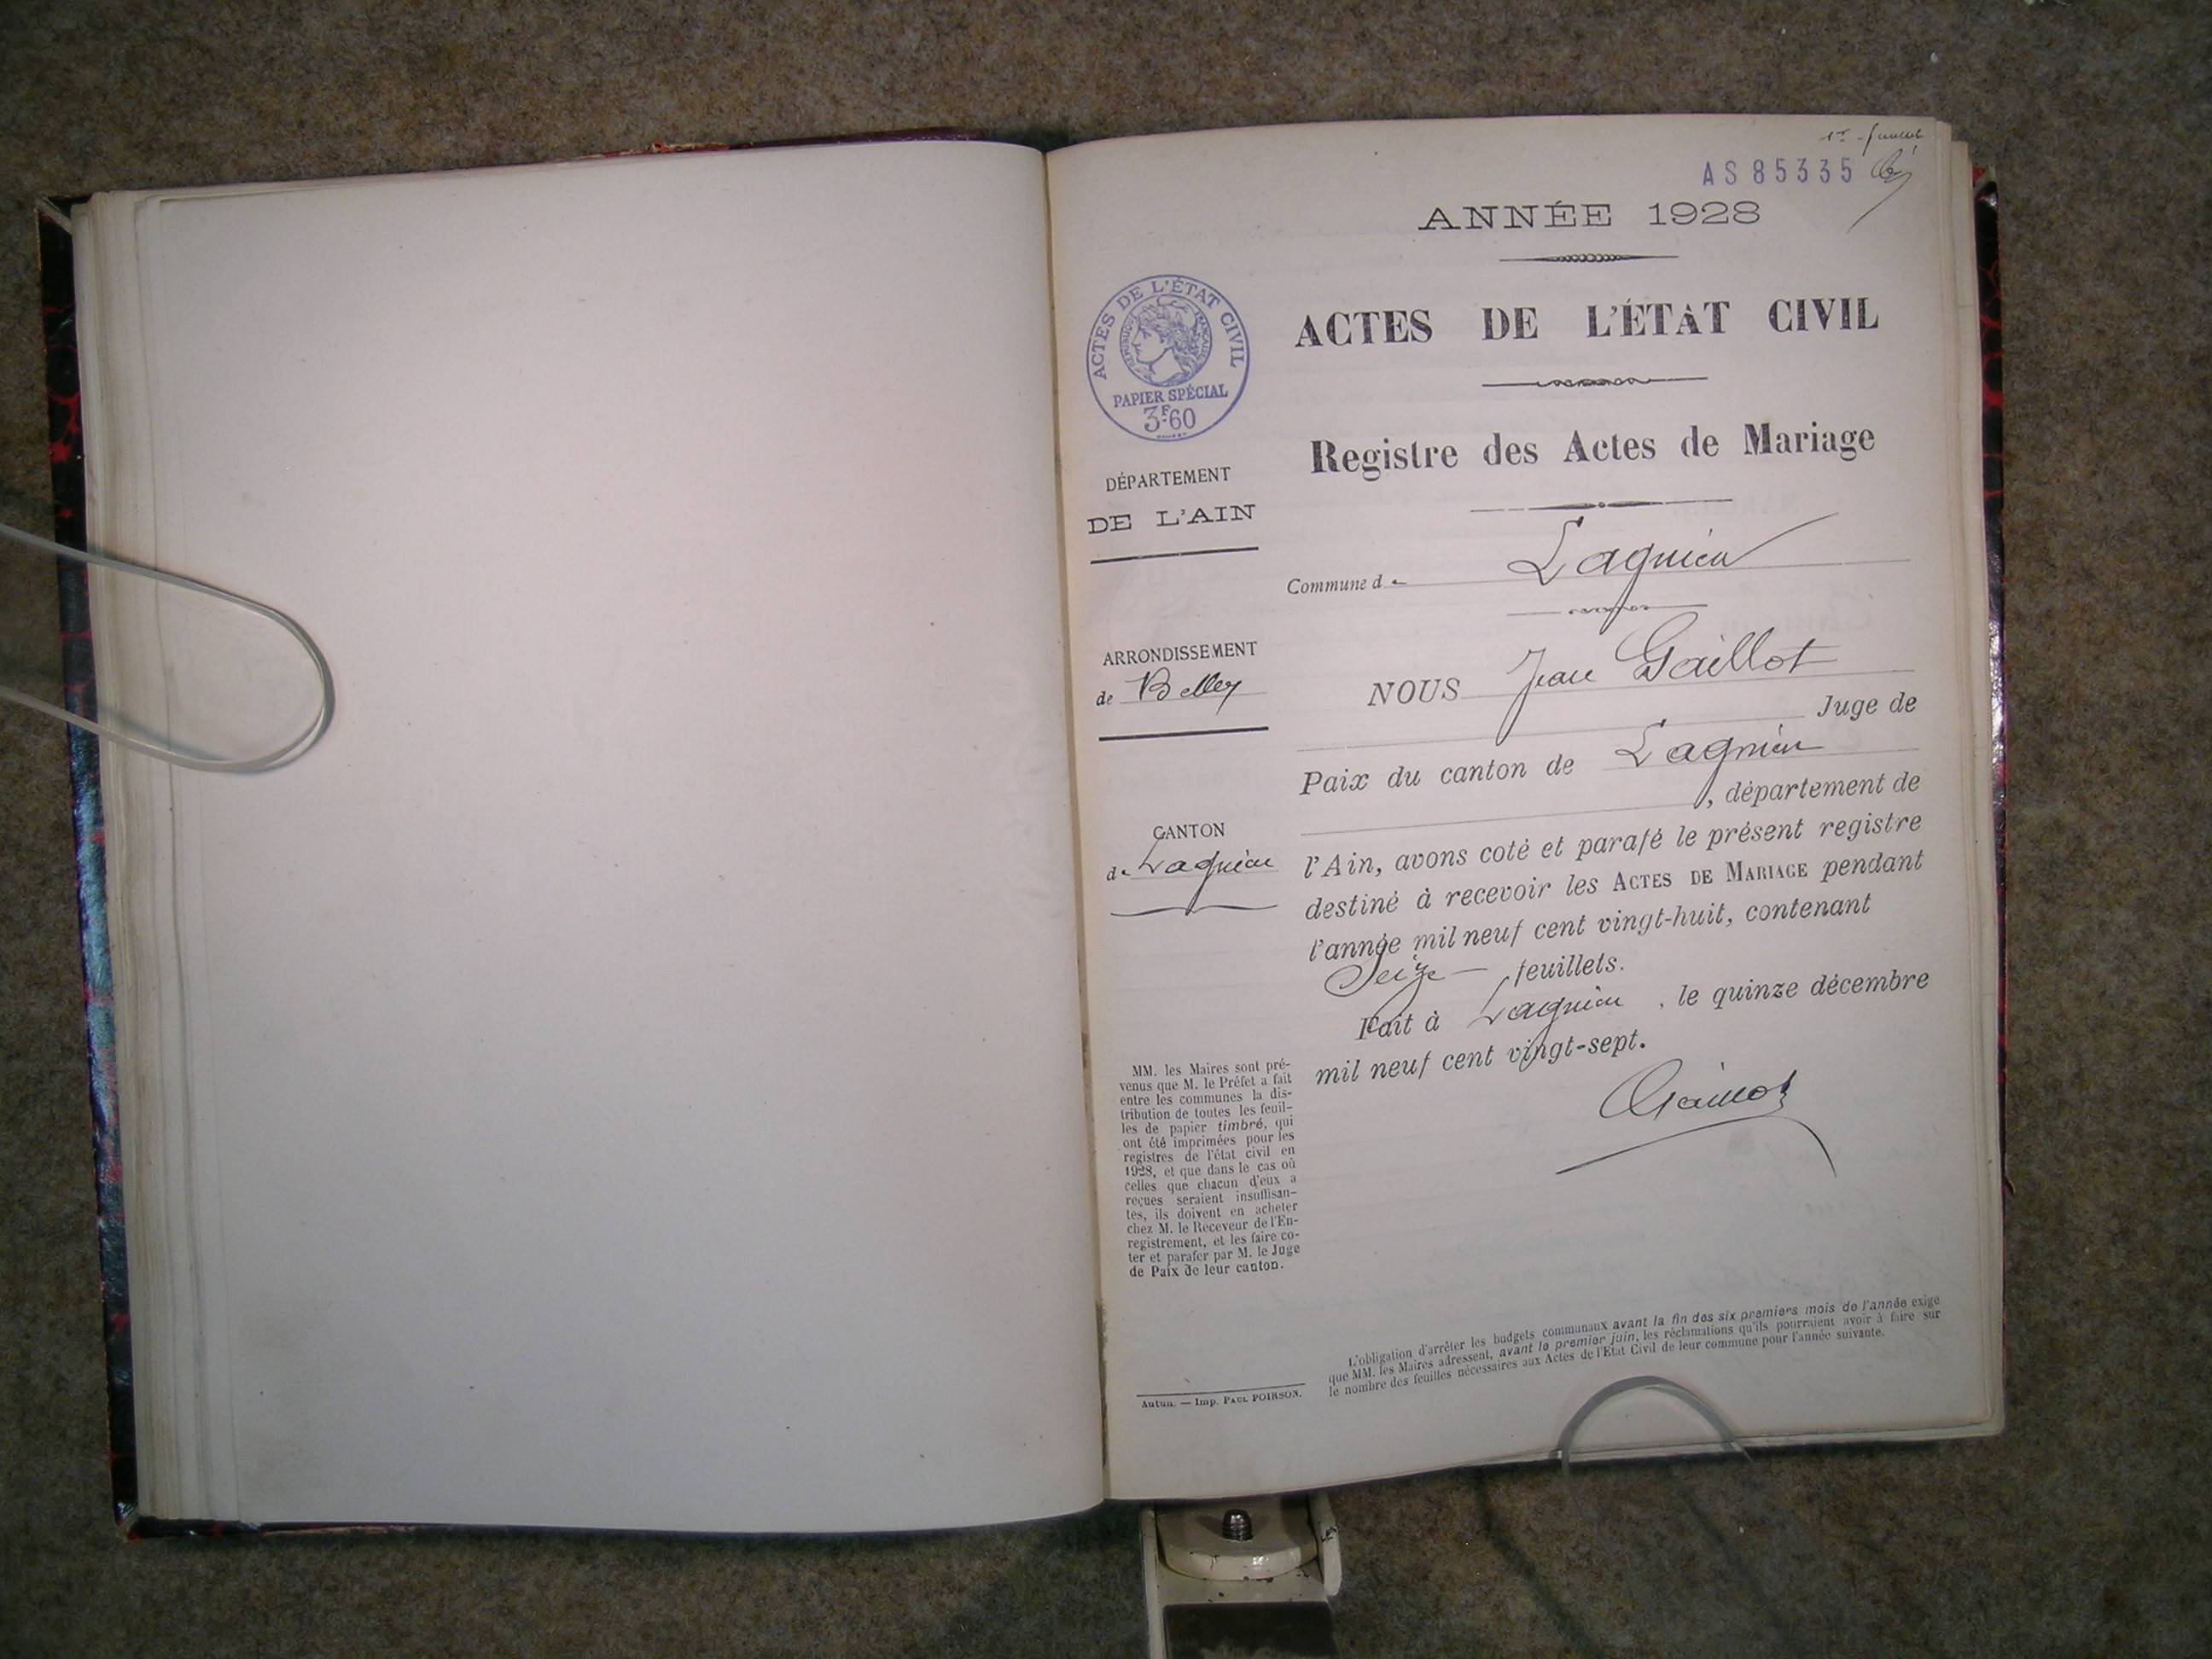 1er feuillet
AS 85335
ANNÉE 1928
ACTES DE L'ÉTAT CIVIL
RÉPUBLIQUE FRANÇAISE
PAPIER SPÉCIAL
3F60
ACTES DE L'ÉTAT CIVIL
Registre des Actes de Mariage
DÉPARTEMENT
DE L'AIN
Commune de Lagnieu
ARRONDISSEMENT
de Belley
NOUS Jean Gaillot
Juge de
Paix du canton de Lagnieu
, département de
CANTON
de Lagnieu
l'Ain, avons coté et parafé le présent registre
destiné à recevoir les ACTES DE MARIAGE pendant
l'année mil neuf cent vingt-huit, contenant
Seize — feuillets.
Fait à Lagnieu, le quinze décembre
mil neuf cent vingt-sept.
Gaillot
MM. les Maires sont pré-
venus que M. le Préfet a fait
entre les communes la dis-
tribution de toutes les feuil-
les de papier timbré, qui
ont été imprimées pour les
registres de l'état civil en
1928, et que dans le cas où
celles que chacun d'eux a
reçues seraient insuffisan-
tes, ils doivent en acheter
chez M. le Receveur de l'En-
registrement, et les faire co-
ter et parafer par M. le Juge
de Paix de leur canton.
L'obligation d'arrêter les budgets communaux avant la fin des six premiers mois de l'année exige
que MM. les Maires adressent, avant le premier juin, les réclamations qu'ils pourraient avoir à faire sur
le nombre des feuilles nécessaires aux Actes de l'État Civil de leur commune pour l'année suivante.
Autun. — Imp. PAUL POIRSON.